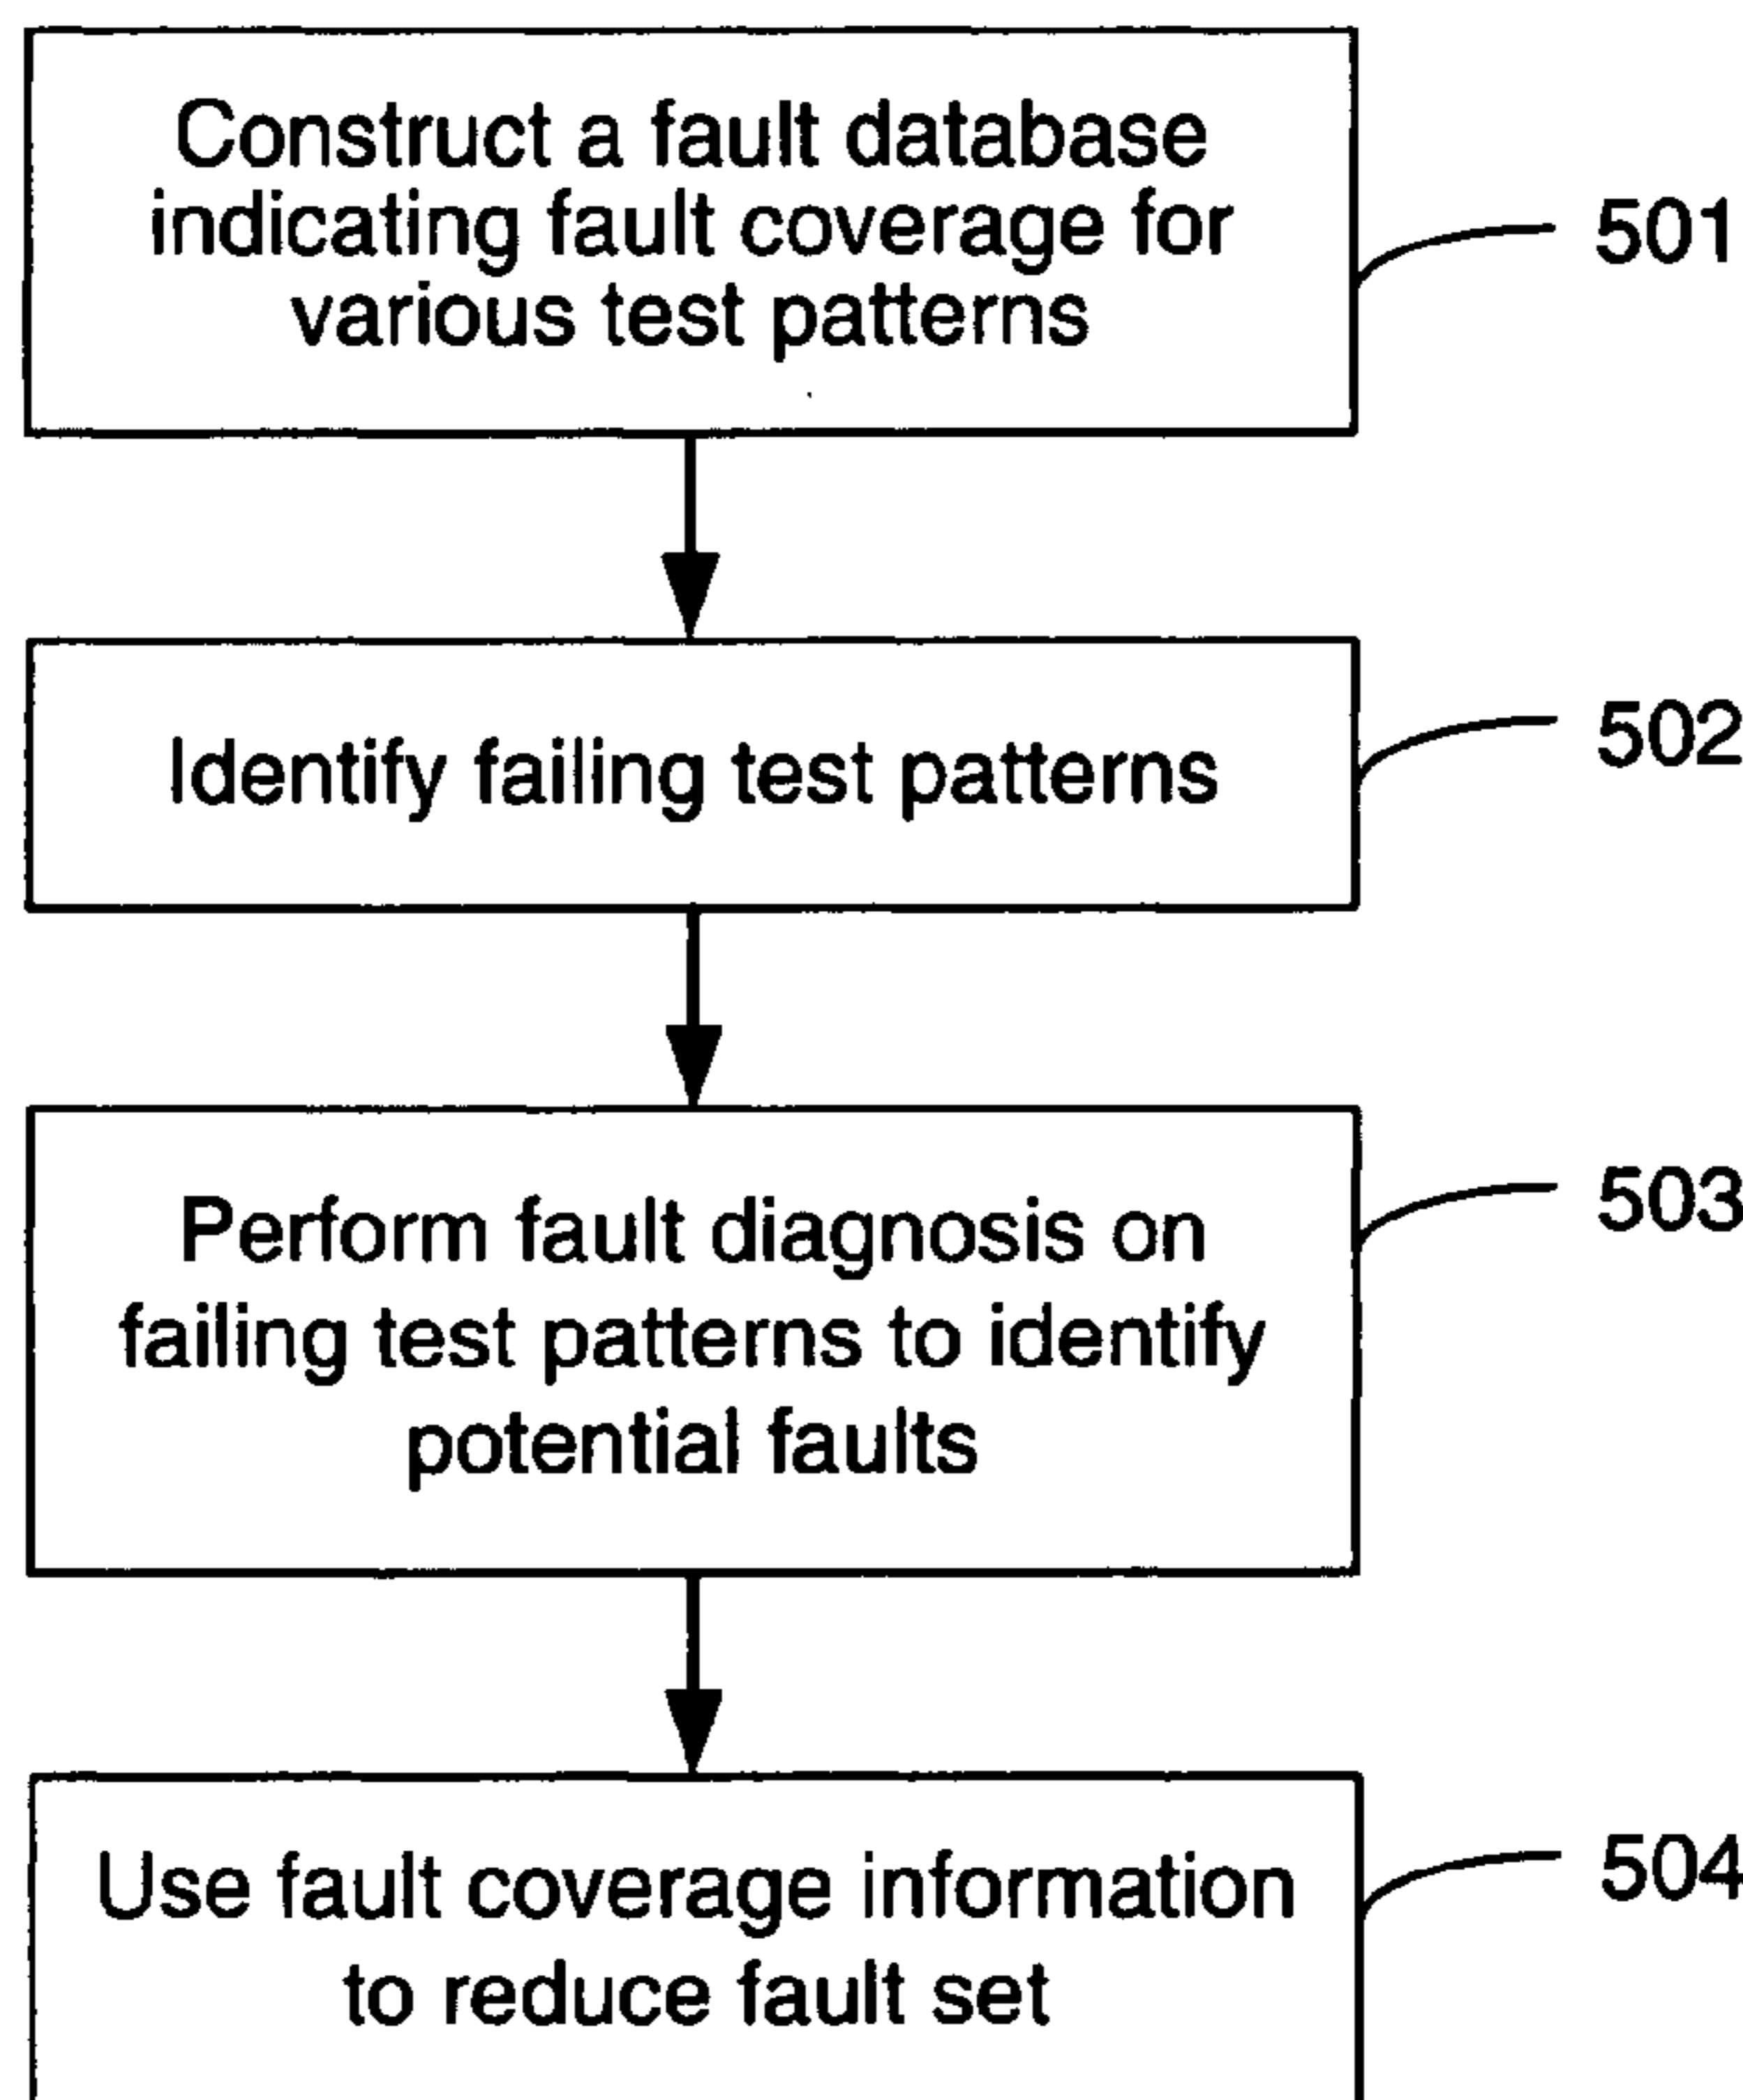 Construct a fault database
indicating fault coverage for
various test patterns
501
Identify failing test patterns
502
Perform fault diagnosis on
failing test patterns to identify
potential faults
503
Use fault coverage information
to reduce fault set
504